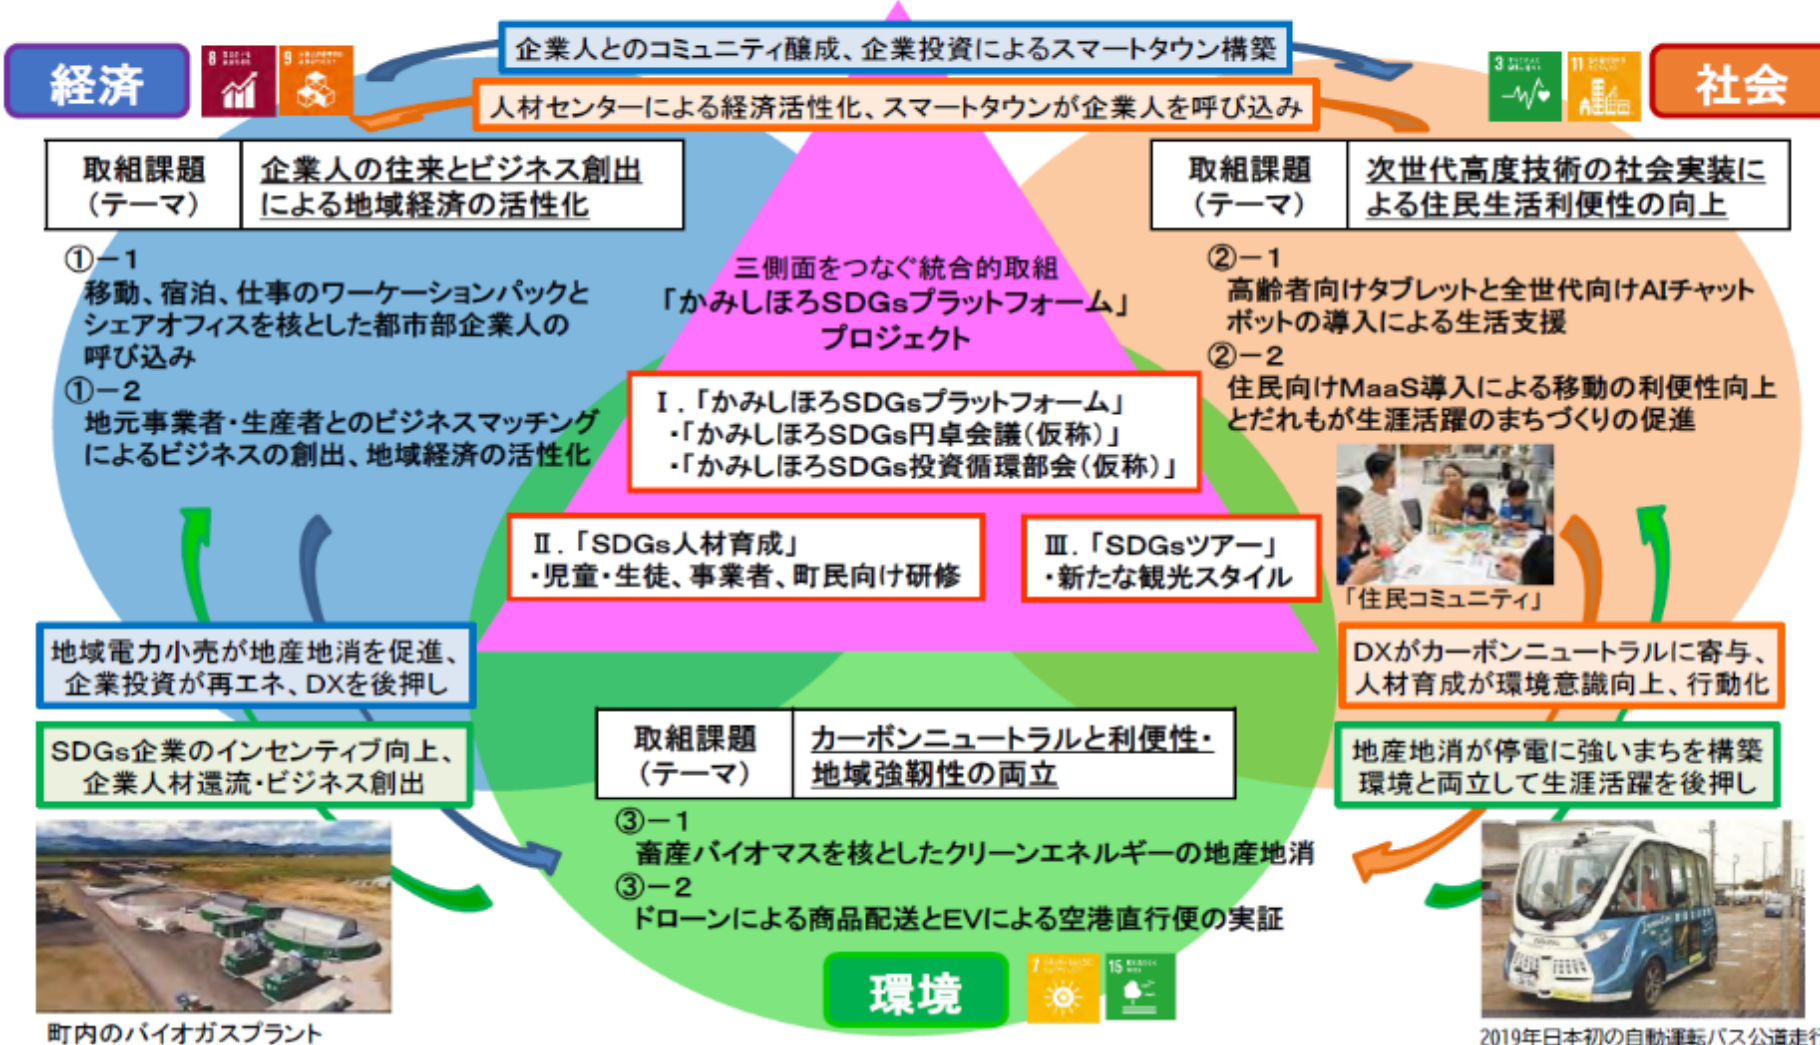 企業人とのコミュニティ醸成、企業投資によるスマートタウン構築
経済
8
9
3
11
社会
人材センターによる経済活性化、スマートタウンが企業人を呼び込み
取組課題
(テーマ)
企業人の往来とビジネス創出
による地域経済の活性化
①-1
移動、宿泊、仕事のワーケーションパックと
シェアオフィスを核とした都市部企業人の
呼び込み
①-2
地元事業者・生産者とのビジネスマッチング
によるビジネスの創出、地域経済の活性化
取組課題
(テーマ)
次世代高度技術の社会実装に
よる住民生活利便性の向上
②-1
高齢者向けタブレットと全世代向けAIチャット
ボットの導入による生活支援
②-2
住民向けMaaS導入による移動の利便性向上
とだれもが生涯活躍のまちづくりの促進
三側面をつなぐ統合的取組
「かみしほろSDGsプラットフォーム」
プロジェクト
Ⅰ.「かみしほろSDGsプラットフォーム」
・「かみしほろSDGs円卓会議(仮称)」
・「かみしほろSDGs投資循環部会(仮称)」
Ⅱ.「SDGs人材育成」
・児童・生徒、事業者、町民向け研修
Ⅲ.「SDGsツアー」
・新たな観光スタイル
「住民コミュニティ」
地域電力小売が地産地消を促進、
企業投資が再エネ、DXを後押し
SDGs企業のインセンティブ向上、
企業人材還流・ビジネス創出
DXがカーボンニュートラルに寄与、
人材育成が環境意識向上、行動化
地産地消が停電に強いまちを構築
環境と両立して生涯活躍を後押し
取組課題
(テーマ)
カーボンニュートラルと利便性・
地域強靭性の両立
③-1
畜産バイオマスを核としたクリーンエネルギーの地産地消
③-2
ドローンによる商品配送とEVによる空港直行便の実証
環境
7
15
町内のバイオガスプラント
2019年日本初の自動運転バス公道走行